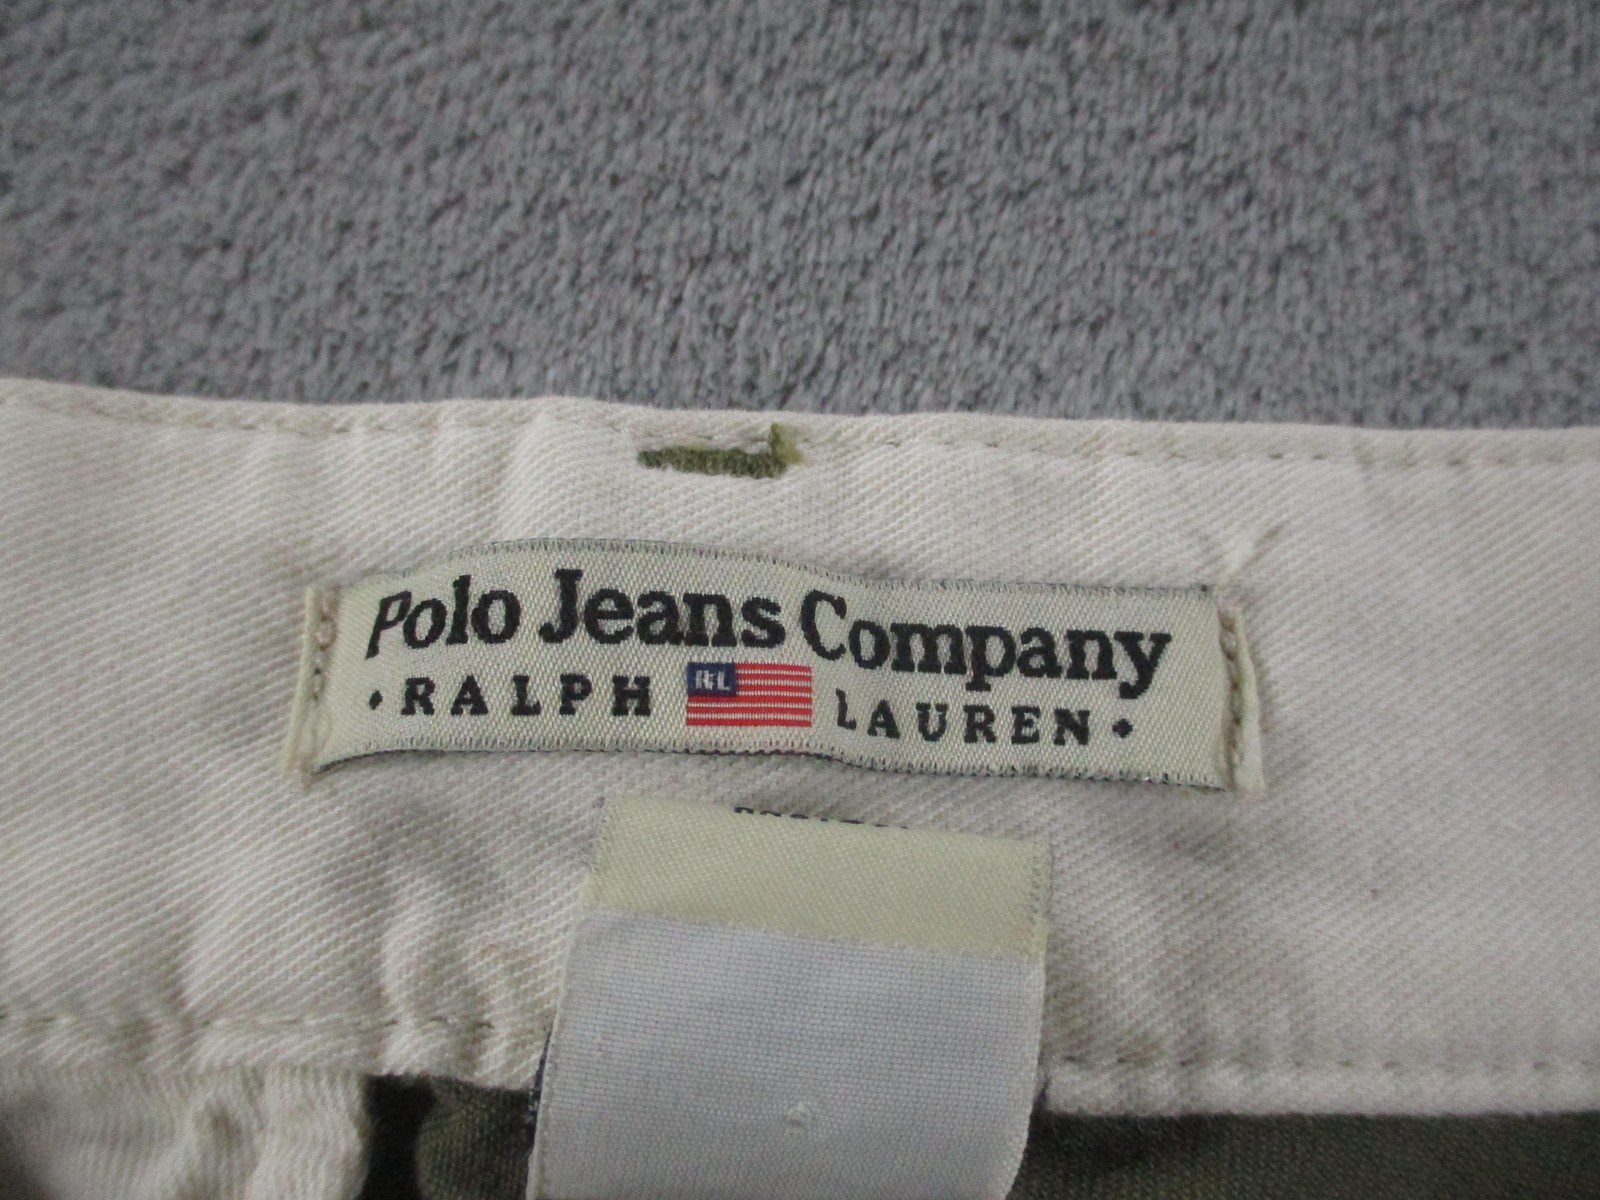 Polo Jeans Company
• RALPH RL LAUREN •